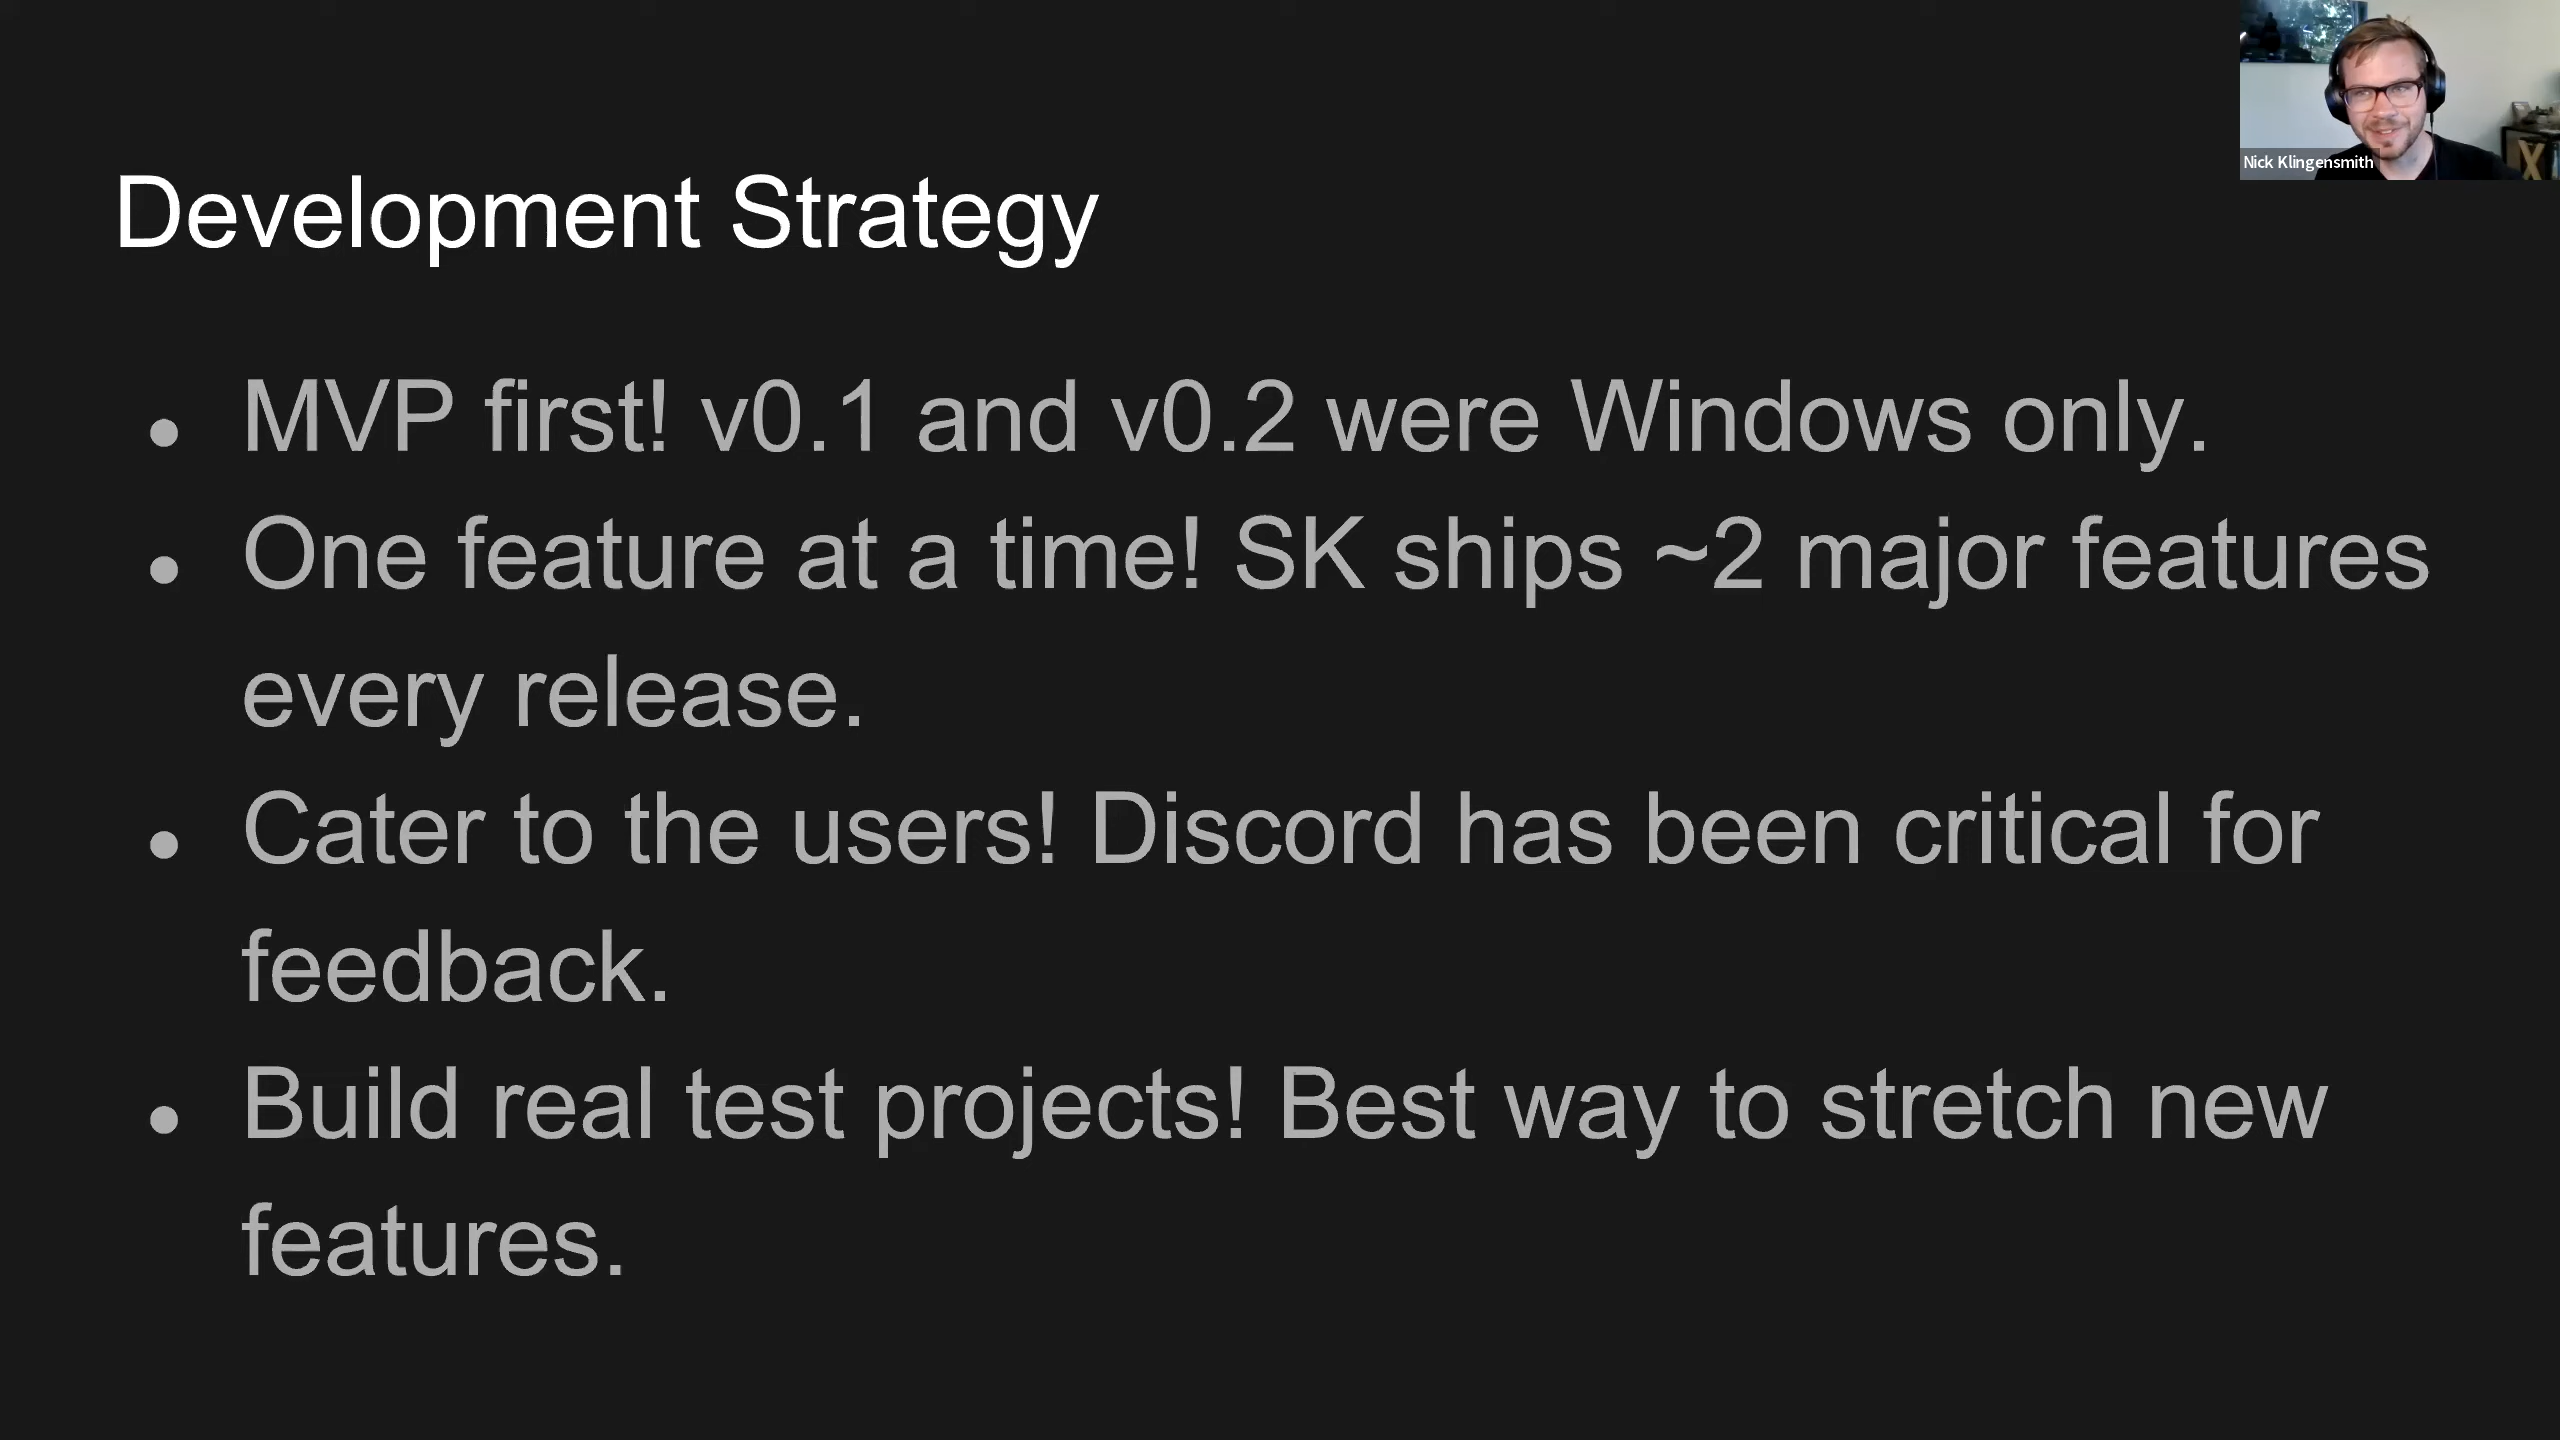 Nick Klingensmith
Development Strategy
● MVP first! v0.1 and v0.2 were Windows only.
● One feature at a time! SK ships ~2 major features
every release.
● Cater to the users! Discord has been critical for
feedback.
● Build real test projects! Best way to stretch new
features.